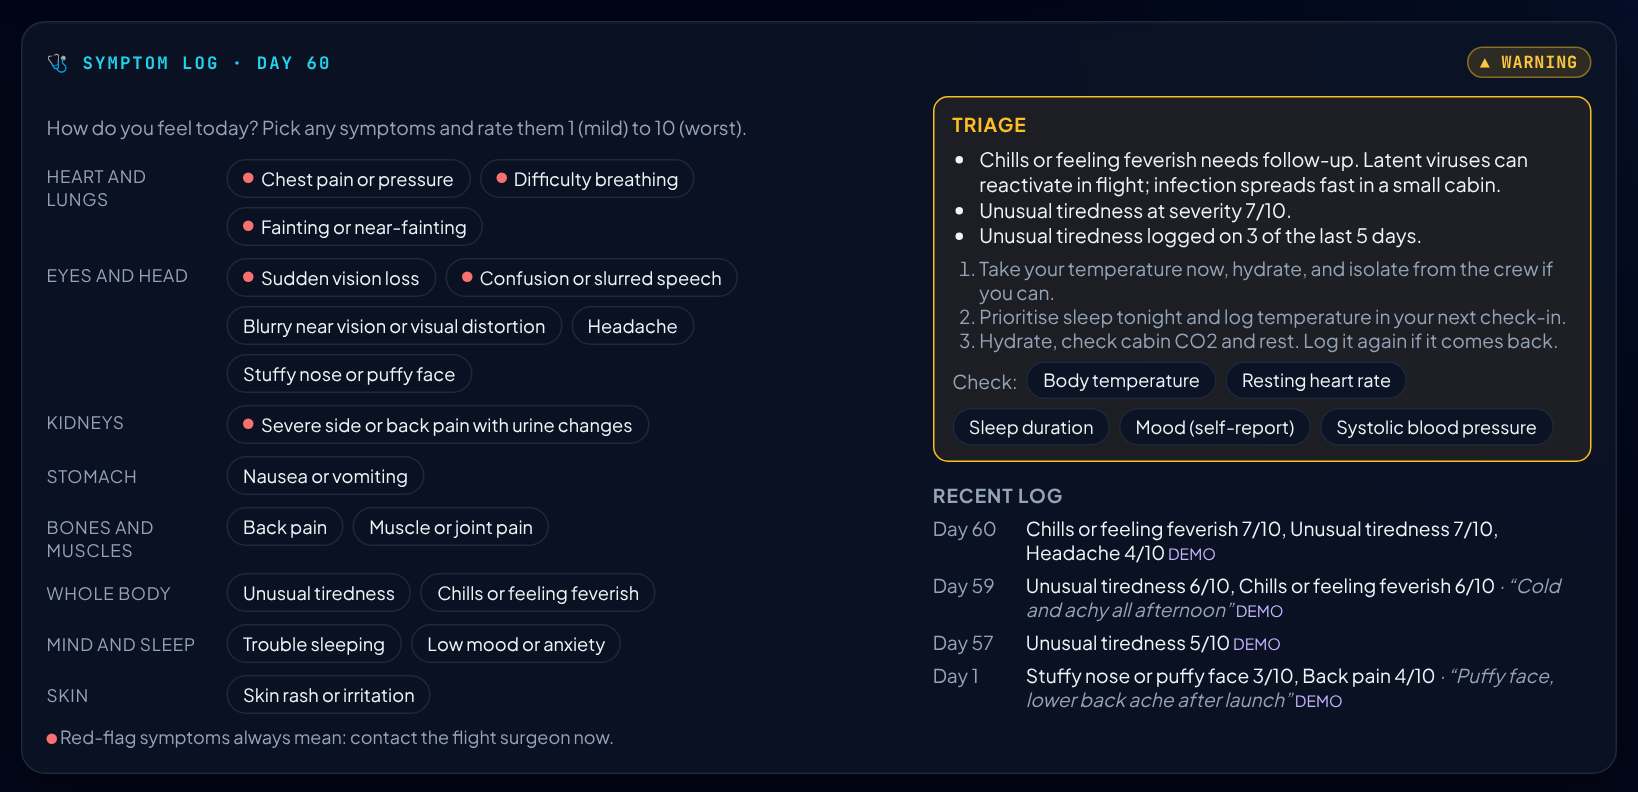 SYMPTOM LOG · DAY 60
▲ WARNING
How do you feel today? Pick any symptoms and rate them 1 (mild) to 10 (worst).
HEART AND
LUNGS
Chest pain or pressure
Difficulty breathing
Fainting or near-fainting
EYES AND HEAD
Sudden vision loss
Confusion or slurred speech
Blurry near vision or visual distortion
Headache
Stuffy nose or puffy face
KIDNEYS
Severe side or back pain with urine changes
STOMACH
Nausea or vomiting
BONES AND
MUSCLES
Back pain
Muscle or joint pain
WHOLE BODY
Unusual tiredness
Chills or feeling feverish
MIND AND SLEEP
Trouble sleeping
Low mood or anxiety
SKIN
Skin rash or irritation
Red-flag symptoms always mean: contact the flight surgeon now.
TRIAGE
• Chills or feeling feverish needs follow-up. Latent viruses can
reactivate in flight; infection spreads fast in a small cabin.
• Unusual tiredness at severity 7/10.
• Unusual tiredness logged on 3 of the last 5 days.
1. Take your temperature now, hydrate, and isolate from the crew if
you can.
2. Prioritise sleep tonight and log temperature in your next check-in.
3. Hydrate, check cabin CO2 and rest. Log it again if it comes back.
Check: Body temperature Resting heart rate
Sleep duration Mood (self-report) Systolic blood pressure
RECENT LOG
Day 60 Chills or feeling feverish 7/10, Unusual tiredness 7/10,
Headache 4/10 DEMO
Day 59 Unusual tiredness 6/10, Chills or feeling feverish 6/10 · “Cold
and achy all afternoon” DEMO
Day 57 Unusual tiredness 5/10 DEMO
Day 1 Stuffy nose or puffy face 3/10, Back pain 4/10 · “Puffy face,
lower back ache after launch” DEMO